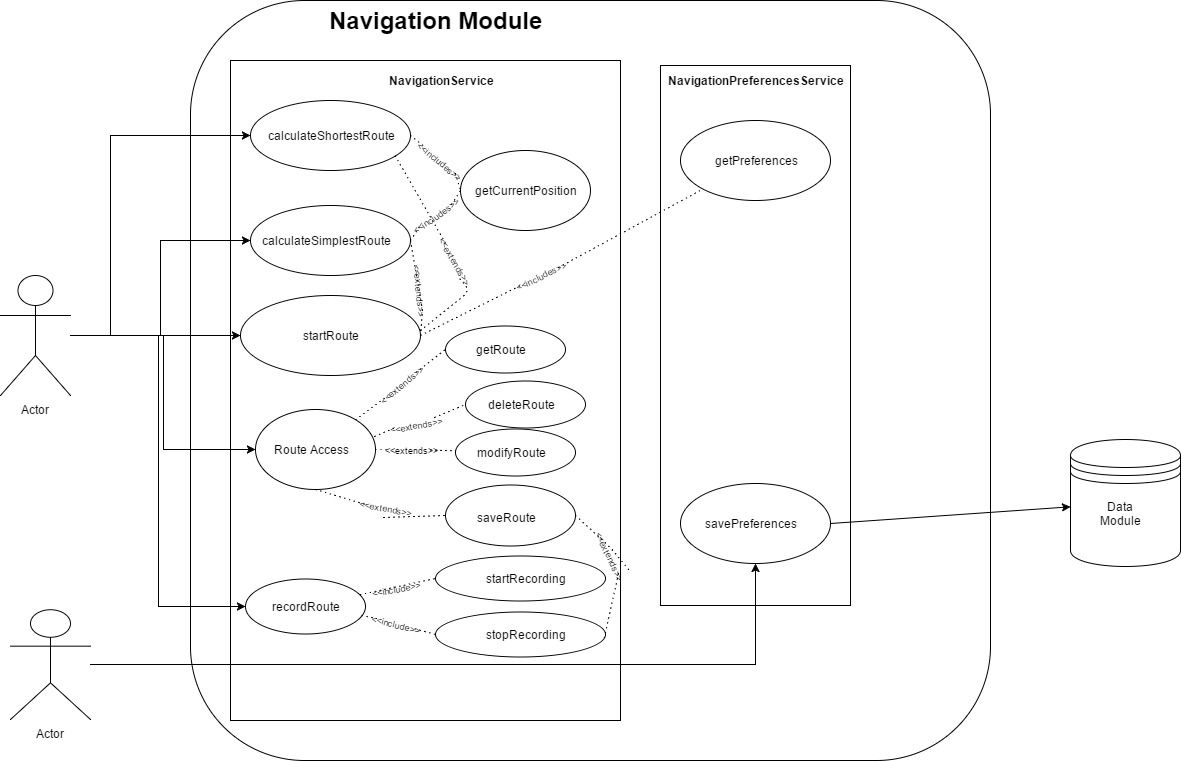 Navigation Module
NavigationService
NavigationPreferencesService
calculateShortestRoute
<<includes>>
getCurrentPosition
getPreferences
calculateSimplestRoute
<<includes>>
<<extends>>
<<extends>>
<<includes>>
startRoute
getRoute
<<extends>>
deleteRoute
<<extends>>
Route Access
<<extends>>
modifyRoute
<<extends>>
saveRoute
savePreferences
<<extends>>
startRecording
<<include>>
recordRoute
<<include>>
stopRecording
Actor
Actor
Data
Module